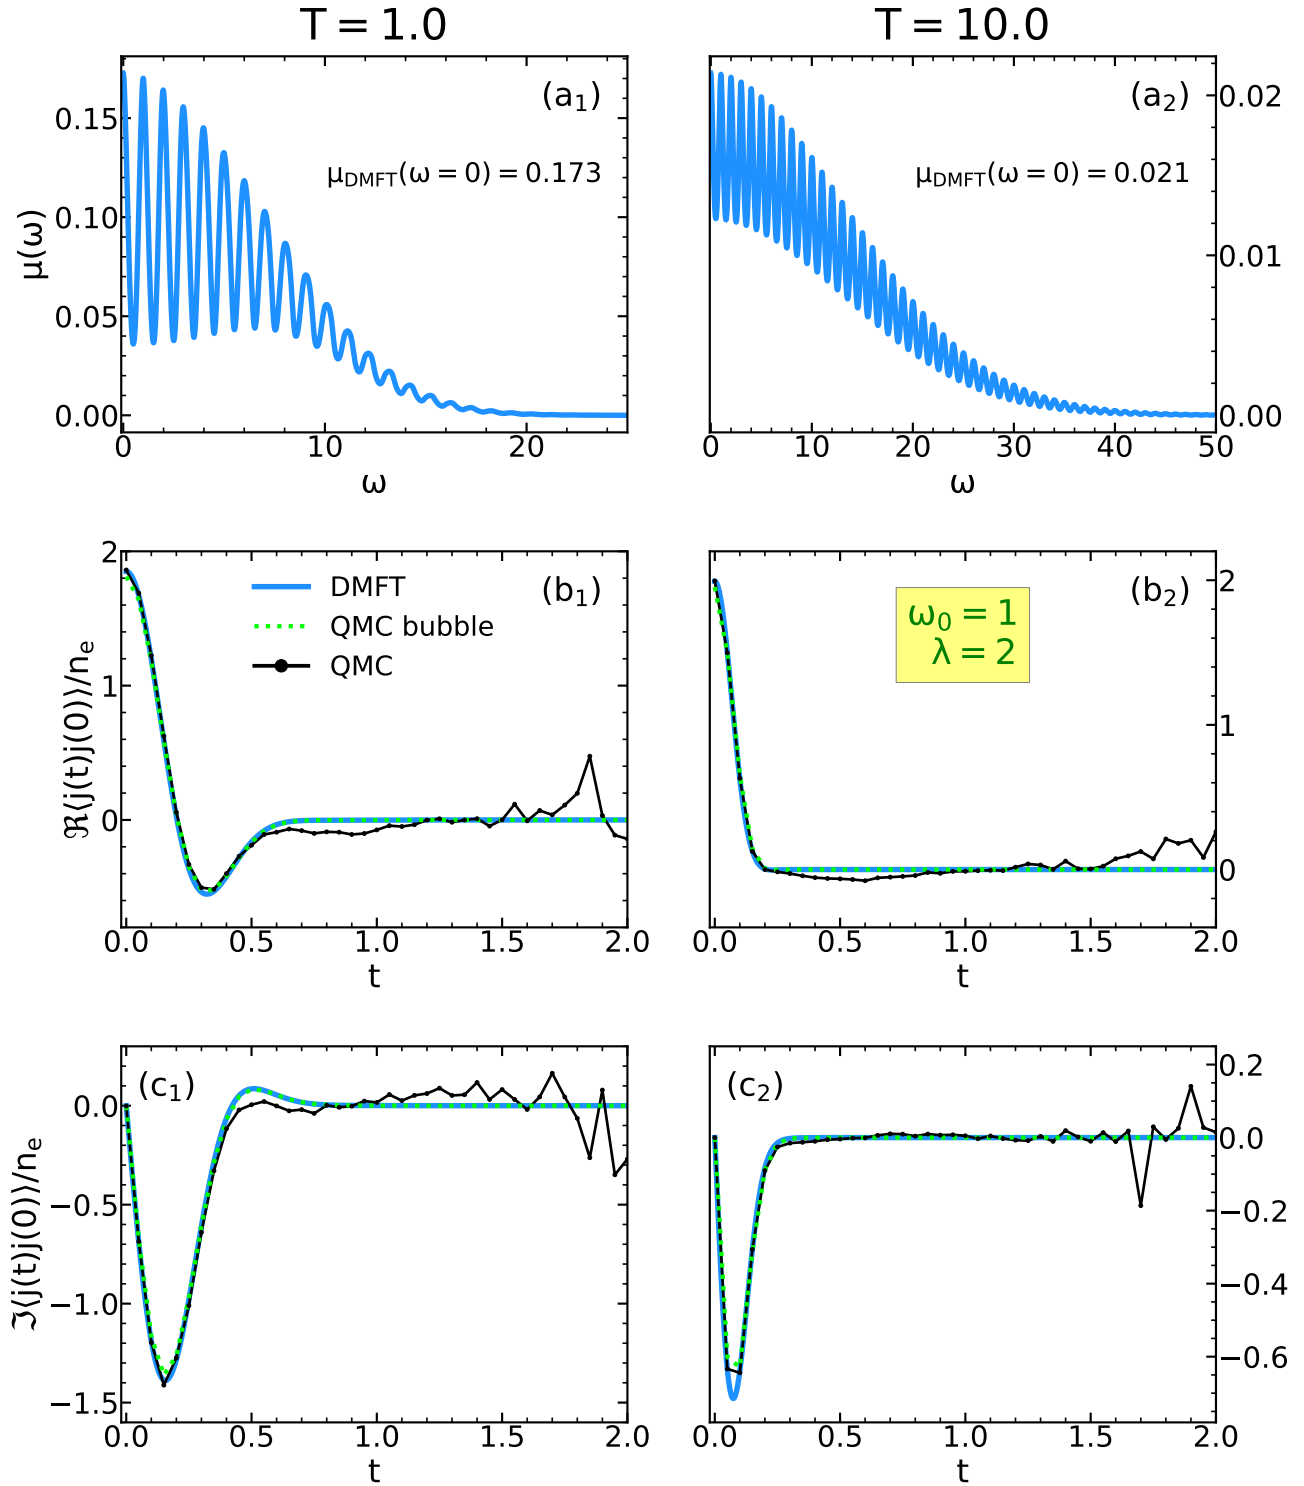 T = 1.0
T = 10.0
(a₁)
μ_DMFT(ω = 0) = 0.173
μ(ω)
0.15
0.10
0.05
0.00
0 10 20
ω
(a₂)
μ_DMFT(ω = 0) = 0.021
0.02
0.01
0.00
0 10 20 30 40 50
ω
(b₁)
DMFT
QMC bubble
QMC
ℜ⟨j(t)j(0)⟩/nₑ
2
1
0
0.0 0.5 1.0 1.5 2.0
t
(b₂)
ω₀ = 1
λ = 2
2
1
0
0.0 0.5 1.0 1.5 2.0
t
(c₁)
ℑ⟨j(t)j(0)⟩/nₑ
0.0
−0.5
−1.0
−1.5
0.0 0.5 1.0 1.5 2.0
t
(c₂)
0.2
0.0
−0.2
−0.4
−0.6
0.0 0.5 1.0 1.5 2.0
t